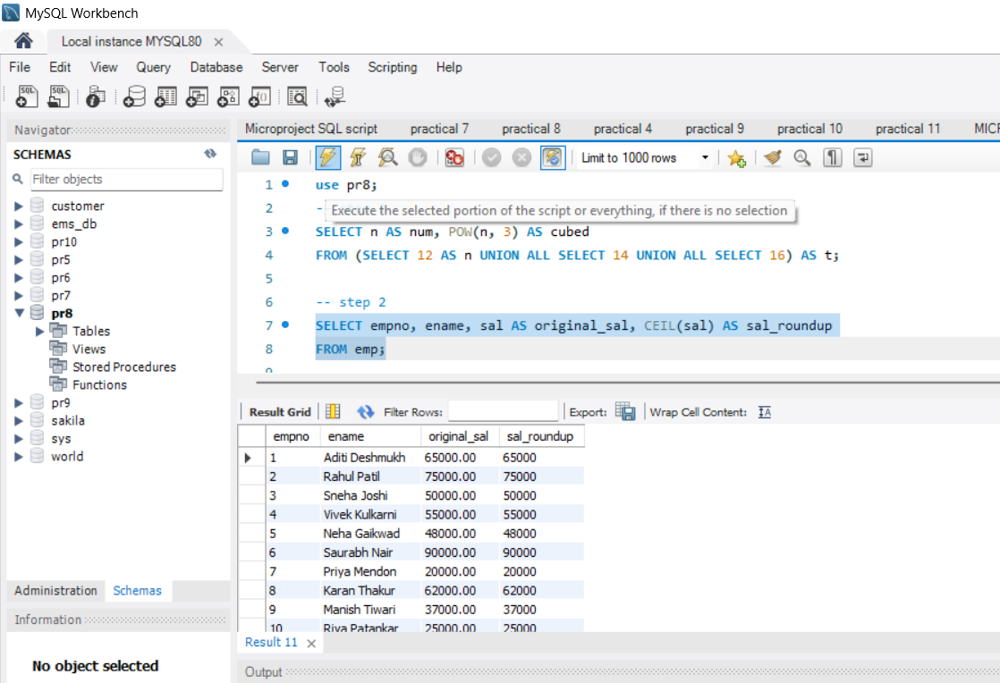 MySQL Workbench
Local instance MYSQL80
File Edit View Query Database Server Tools Scripting Help
Navigator
SCHEMAS
Filter objects
customer
ems_db
pr10
pr5
pr6
pr7
pr8
Tables
Views
Stored Procedures
Functions
pr9
sakila
sys
world
Administration Schemas
Information
No object selected
Microproject SQL script practical 7 practical 8 practical 4 practical 9 practical 10 practical 11 MICR
Limit to 1000 rows
1 use pr8;
2 -
Execute the selected portion of the script or everything, if there is no selection
3 SELECT n AS num, POW(n, 3) AS cubed
4 FROM (SELECT 12 AS n UNION ALL SELECT 14 UNION ALL SELECT 16) AS t;
5
6 -- step 2
7 SELECT empno, ename, sal AS original_sal, CEIL(sal) AS sal_roundup
8 FROM emp;
9
Result Grid Filter Rows: Export: Wrap Cell Content: IA
empno ename original_sal sal_roundup
1 Aditi Deshmukh 65000.00 65000
2 Rahul Patil 75000.00 75000
3 Sneha Joshi 50000.00 50000
4 Vivek Kulkarni 55000.00 55000
5 Neha Gaikwad 48000.00 48000
6 Saurabh Nair 90000.00 90000
7 Priya Mendon 20000.00 20000
8 Karan Thakur 62000.00 62000
9 Manish Tiwari 37000.00 37000
10 Riya Patankar 25000.00 25000
Result 11
Output